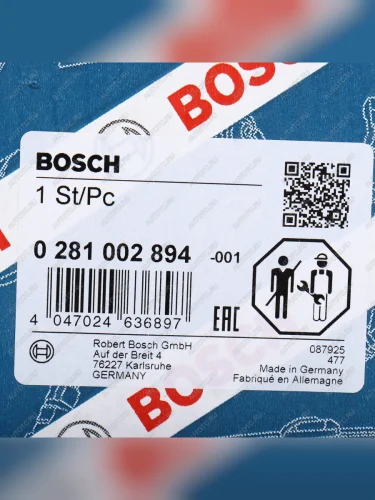 BOSCH
BOSCH
1 St/Pc
0 281 002 894 -001
4 047024 636897
EAC
Robert Bosch GmbH
Auf der Breit 4
76227 Karlsruhe
GERMANY
087925
477
Made in Germany
Fabriqué en Allemagne
BOSCH